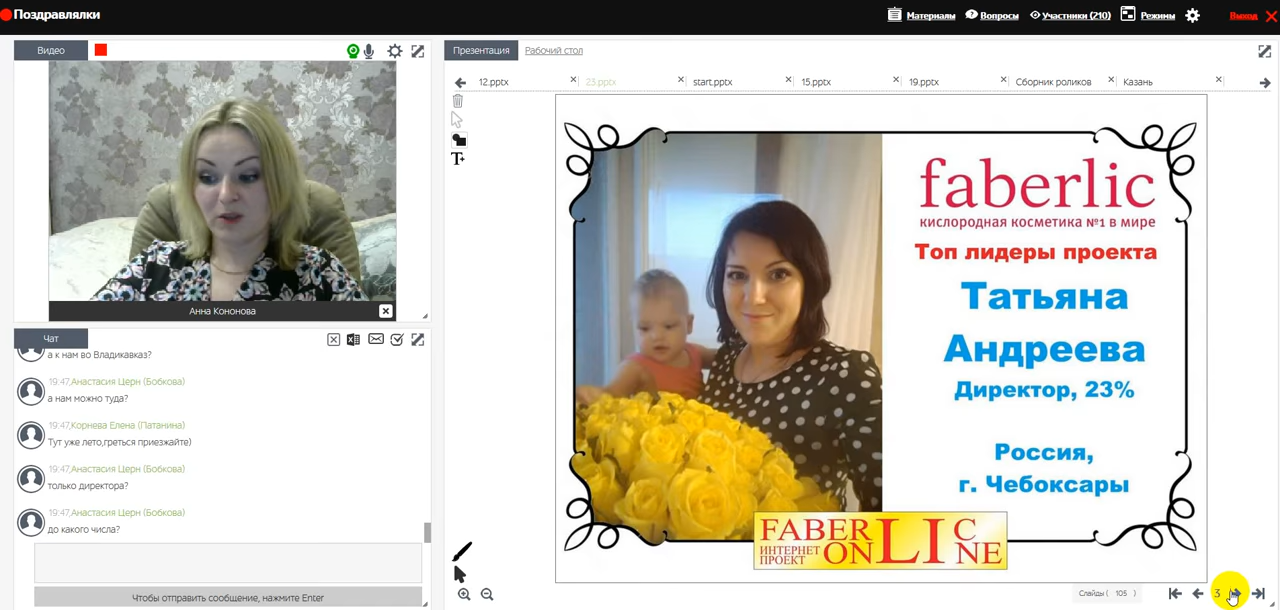 Поздравлялки
Материалы
Вопросы
Участники (210)
Режимы
Выход
Видео
Анна Кононова
Чат
а к нам во Владикавказ?
19:47,Анастасия Церн (Бобкова)
а нам можно туда?
19:47,Корнева Елена (Патанина)
Тут уже лето,греться приезжайте)
19:47,Анастасия Церн (Бобкова)
только директора?
19:47,Анастасия Церн (Бобкова)
до какого числа?
Чтобы отправить сообщение, нажмите Enter
Презентация
Рабочий стол
12.pptx
23.pptx
start.pptx
15.pptx
19.pptx
Сборник роликов
Казань
T+
faberlic
кислородная косметика №1 в мире
Топ лидеры проекта
Татьяна
Андреева
Директор, 23%
Россия,
г. Чебоксары
FABERLIC
ИНТЕРНЕТ
ПРОЕКТ
ONLINE
Слайды ( 105 )
3